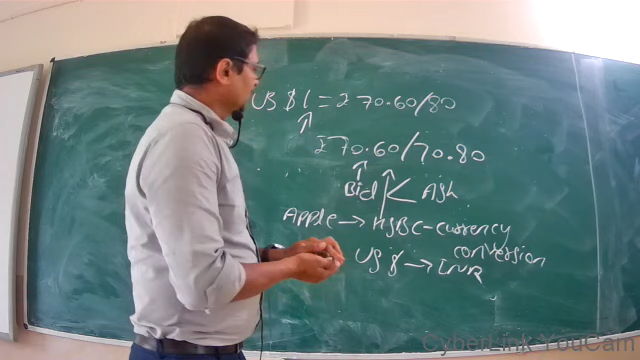 US $1 = ₹70.60/80
₹70.60/70.80
Bid < Ask
Apple → HSBC-currency
conversion
US $ → INR
CyberLink YouCam